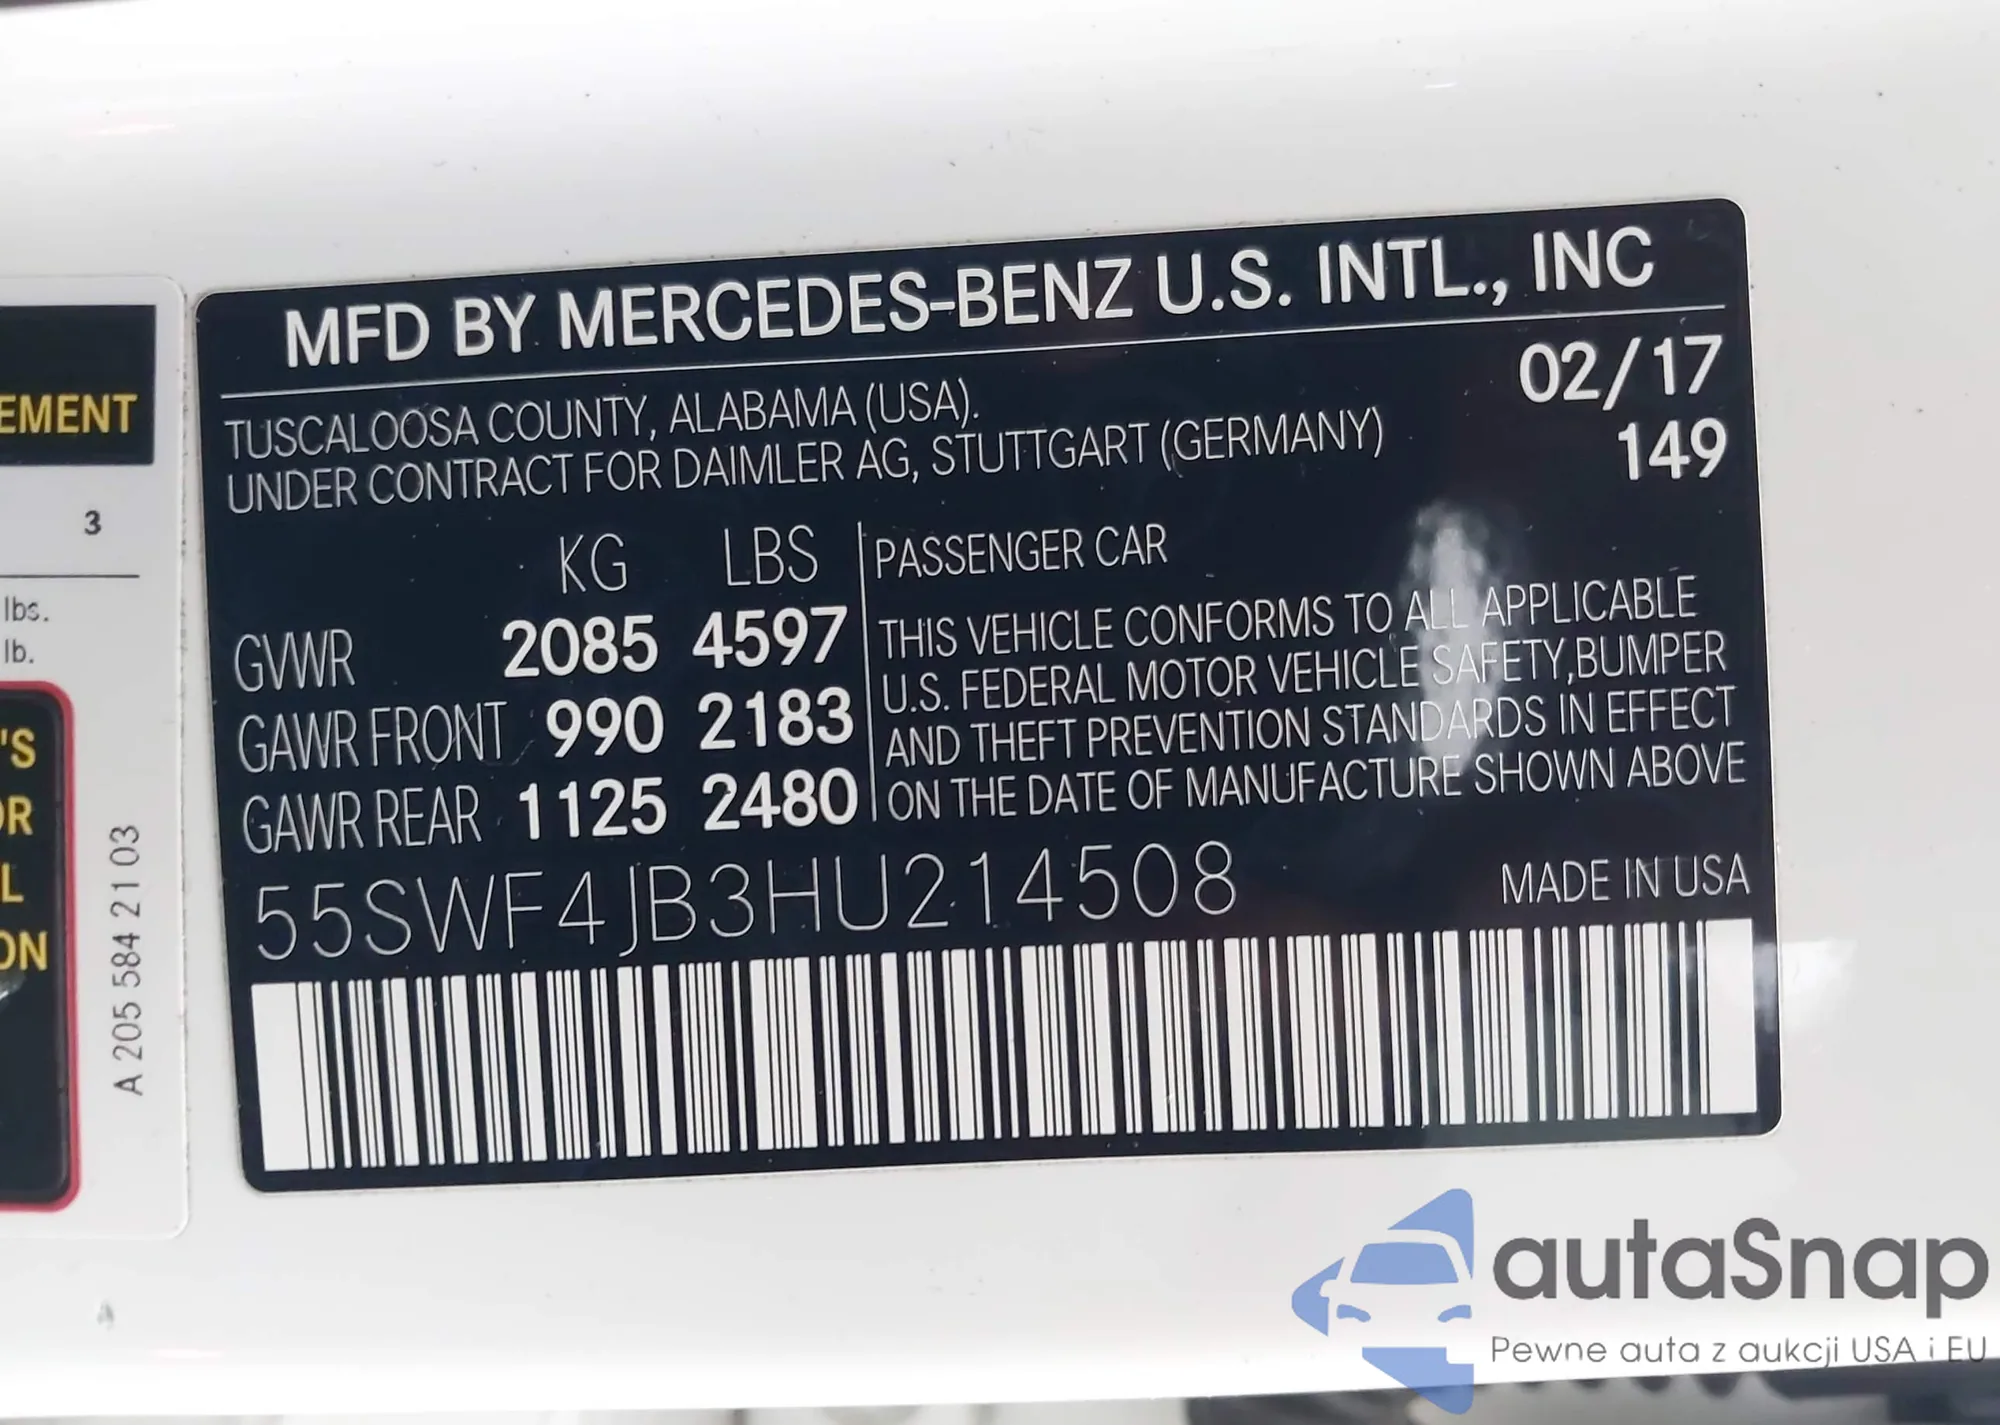 MFD BY MERCEDES-BENZ U.S. INTL., INC
02/17
TUSCALOOSA COUNTY, ALABAMA (USA).
UNDER CONTRACT FOR DAIMLER AG, STUTTGART (GERMANY)
149
KG LBS
GVWR 2085 4597
GAWR FRONT 990 2183
GAWR REAR 1125 2480
PASSENGER CAR
THIS VEHICLE CONFORMS TO ALL APPLICABLE
U.S. FEDERAL MOTOR VEHICLE SAFETY,BUMPER
AND THEFT PREVENTION STANDARDS IN EFFECT
ON THE DATE OF MANUFACTURE SHOWN ABOVE
55SWF4JB3HU214508
MADE IN USA
EMENT
3
lbs.
lb.
'S
OR
L
ON
A 205 584 21 03
autaSnap
Pewne auta z aukcji USA i EU